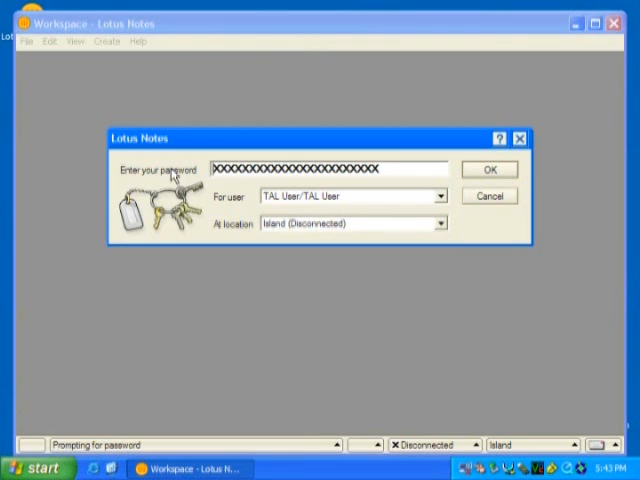 Workspace - Lotus Notes
File Edit View Create Help
Lotus Notes
Enter your password XXXXXXXXXXXXXXXXXXXXXXX OK
For user TAL User/TAL User Cancel
At location Island (Disconnected)
Prompting for password X Disconnected Island
start Workspace - Lotus N... 5:43 PM